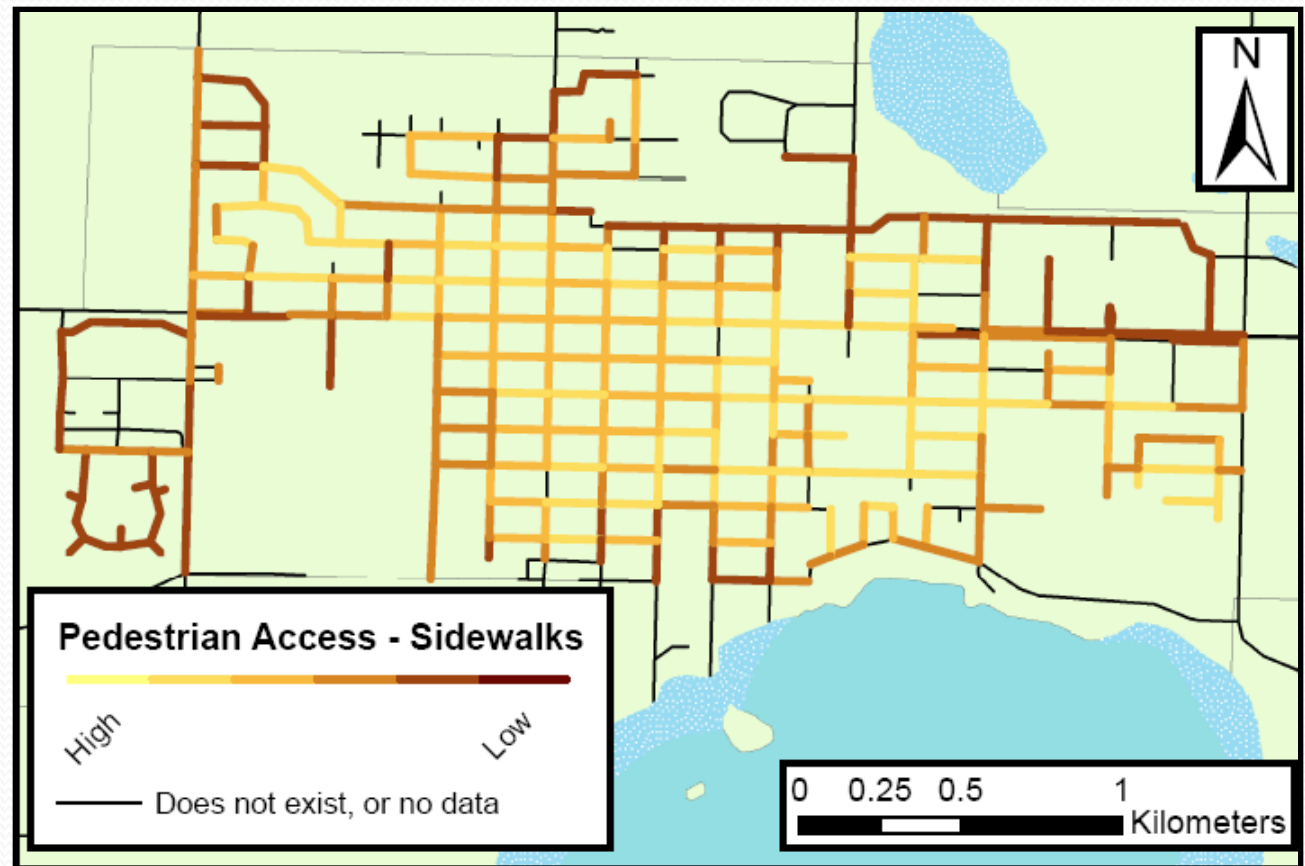 N
Pedestrian Access - Sidewalks
High
Low
Does not exist, or no data
0 0.25 0.5 1
Kilometers